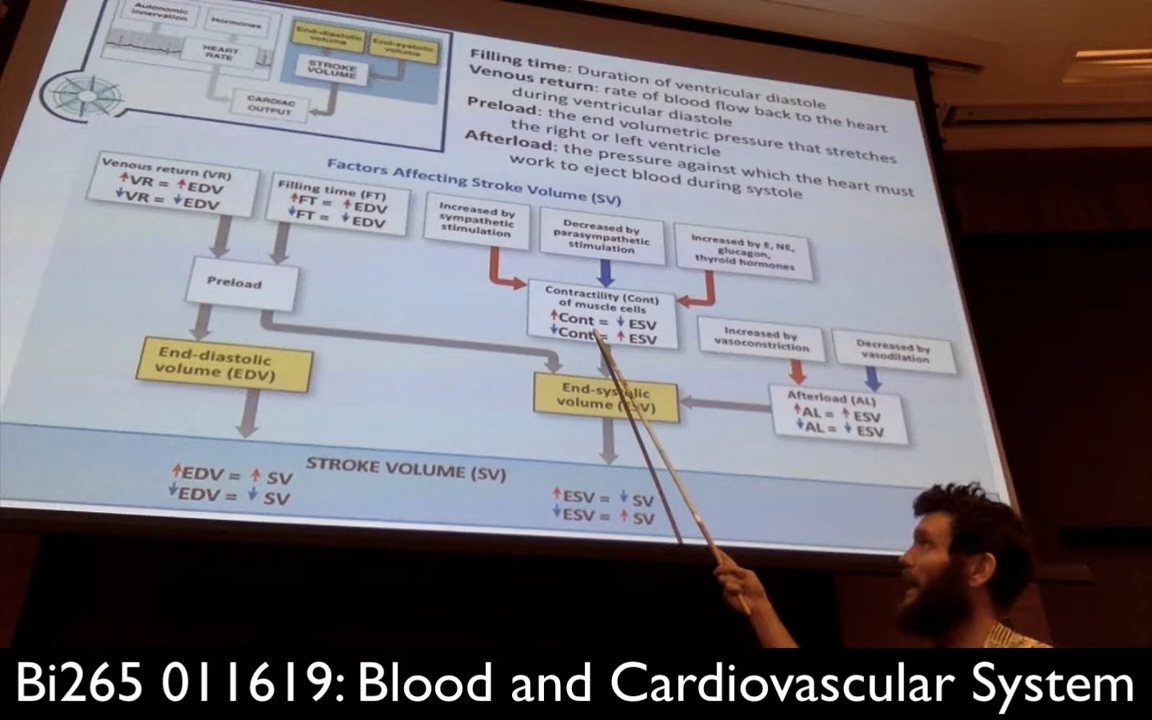 Autonomic
innervation
Hormones
HEART
RATE
End-diastolic
volume
End-systolic
volume
STROKE
VOLUME
CARDIAC
OUTPUT
Filling time: Duration of ventricular diastole
Venous return: rate of blood flow back to the heart
during ventricular diastole
Preload: the end volumetric pressure that stretches
the right or left ventricle
Afterload: the pressure against which the heart must
work to eject blood during systole
Factors Affecting Stroke Volume (SV)
Venous return (VR)
↑VR = ↑EDV
↓VR = ↓EDV
Filling time (FT)
↑FT = ↑EDV
↓FT = ↓EDV
Increased by
sympathetic
stimulation
Decreased by
parasympathetic
stimulation
Increased by E, NE,
glucagon,
thyroid hormones
Preload
Contractility (Cont)
of muscle cells
↑Cont = ↓ESV
↓Cont = ↑ESV
Increased by
vasoconstriction
Decreased by
vasodilation
End-diastolic
volume (EDV)
End-systolic
volume (ESV)
Afterload (AL)
↑AL = ↑ESV
↓AL = ↓ESV
STROKE VOLUME (SV)
↑EDV = ↑SV
↓EDV = ↓SV
↑ESV = ↓SV
↓ESV = ↑SV
Bi265 011619: Blood and Cardiovascular System